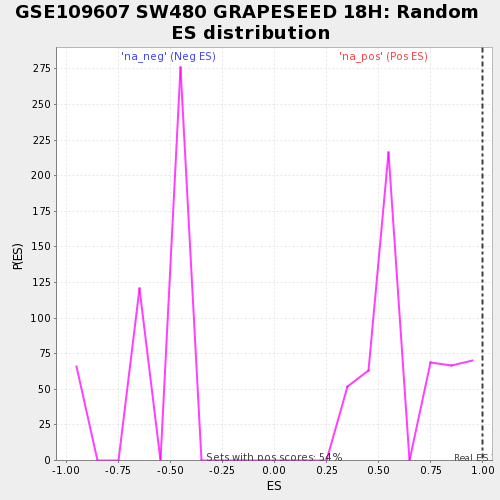 GSE109607 SW480 GRAPESEED 18H: Random
ES distribution
'na_neg' (Neg ES)
'na_pos' (Pos ES)
275
250
225
200
175
150
125
100
75
50
25
0
P(ES)
Sets with pos scores: 54%
Real ES
-1.00 -0.75 -0.50 -0.25 0.00 0.25 0.50 0.75 1.00
ES